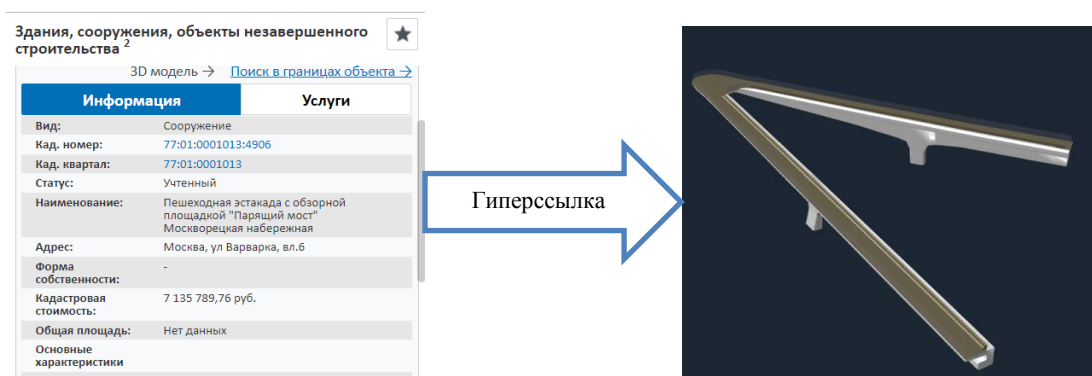 Здания, сооружения, объекты незавершенного
строительства 2
3D модель → Поиск в границах объекта →
Информация Услуги
Вид: Сооружение
Кад. номер: 77:01:0001013:4906
Кад. квартал: 77:01:0001013
Статус: Учтенный
Наименование: Пешеходная эстакада с обзорной
площадкой "Парящий мост"
Москворецкая набережная
Адрес: Москва, ул Варварка, вл.6
Форма -
собственности:
Кадастровая 7 135 789,76 руб.
стоимость:
Общая площадь: Нет данных
Основные
характеристики
Гиперссылка